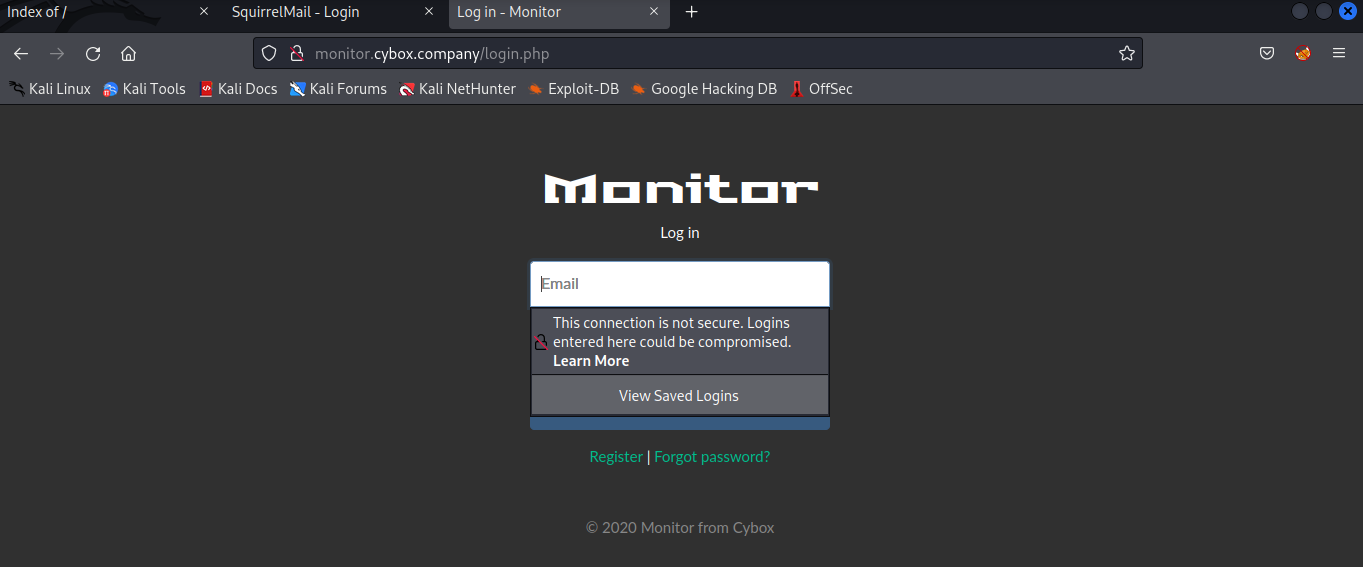 Index of /
SquirrelMail - Login
Log in - Monitor
monitor.cybox.company/login.php
Kali Linux Kali Tools Kali Docs Kali Forums Kali NetHunter Exploit-DB Google Hacking DB OffSec
Monitor
Log in
Email
This connection is not secure. Logins
entered here could be compromised.
Learn More
View Saved Logins
Register | Forgot password?
© 2020 Monitor from Cybox